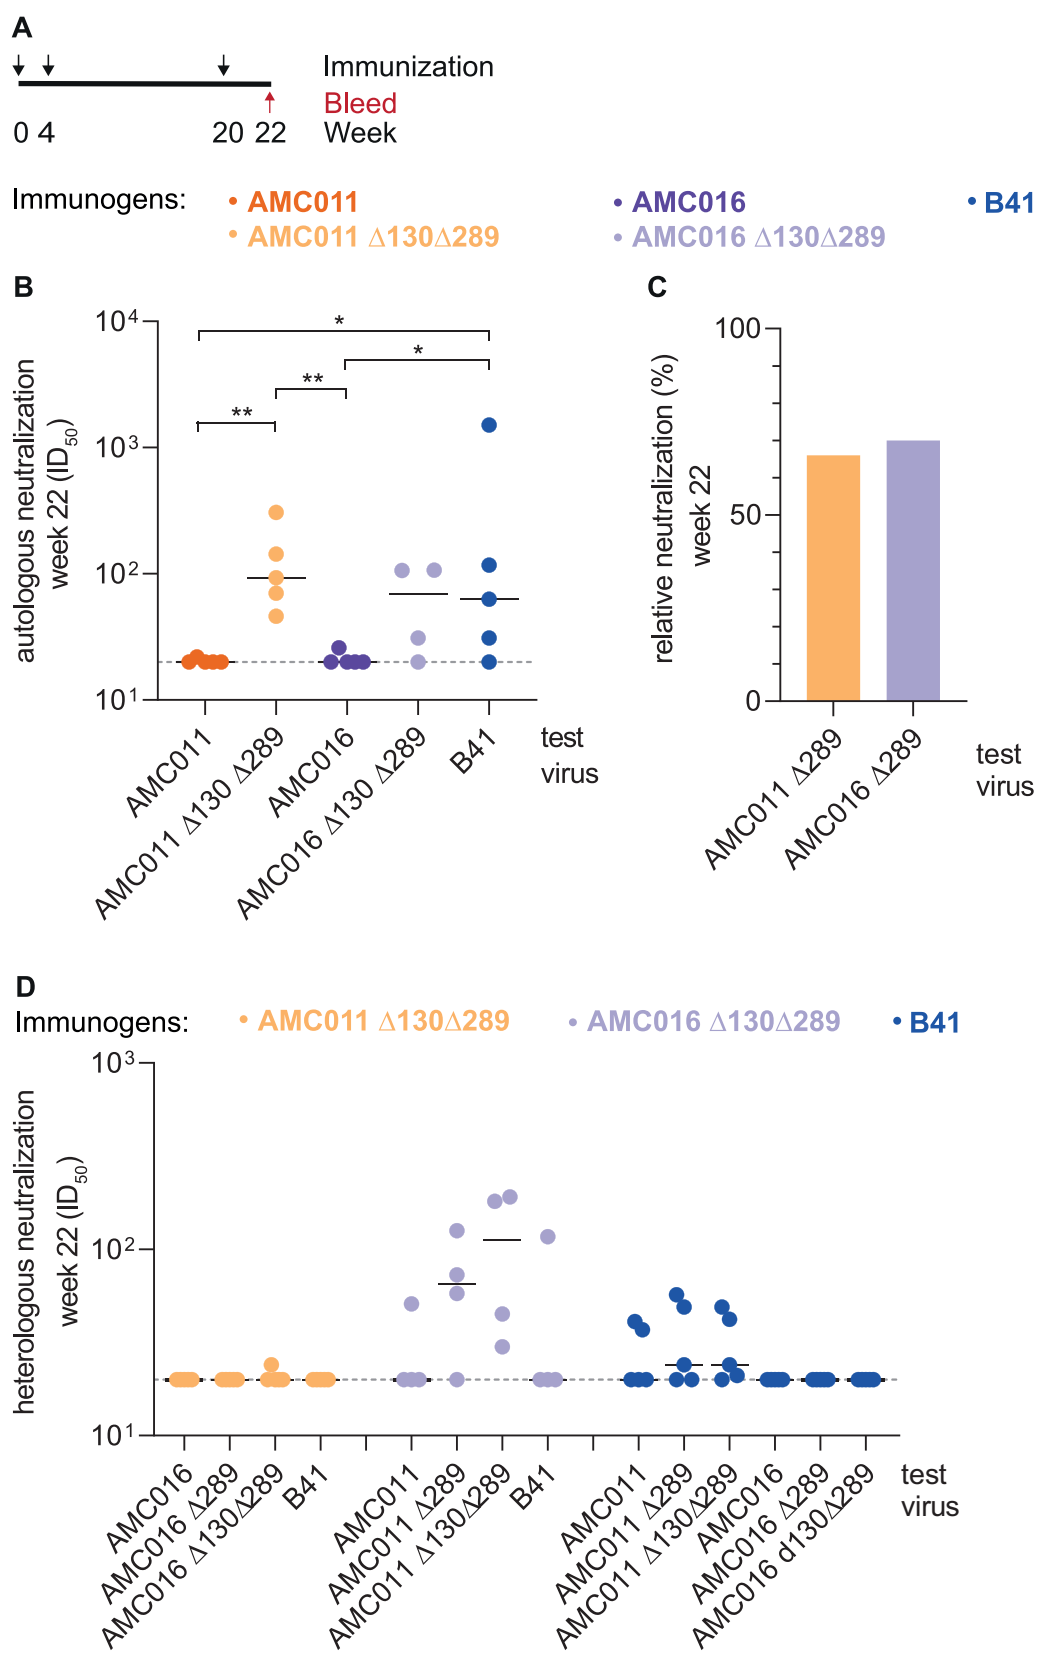 A
Immunization
Bleed
0 4 20 22 Week
Immunogens: • AMC011 • AMC016 • B41
• AMC011 Δ130Δ289 • AMC016 Δ130Δ289
B
autologous neutralization
week 22 (ID50)
10⁴
10³
10²
10¹
*
*
**
**
AMC011
AMC011 Δ130 Δ289
AMC016
AMC016 Δ130 Δ289
B41
test
virus
C
relative neutralization (%)
week 22
100
50
0
AMC011 Δ289
AMC016 Δ289
test
virus
D
Immunogens: • AMC011 Δ130Δ289 • AMC016 Δ130Δ289 • B41
heterologous neutralization
week 22 (ID50)
10³
10²
10¹
AMC016
AMC016 Δ289
AMC016 Δ130Δ289
B41
AMC011
AMC011 Δ289
AMC011 Δ130Δ289
B41
AMC011
AMC011 Δ289
AMC011 Δ130Δ289
AMC016
AMC016 Δ289
AMC016 d130Δ289
test
virus